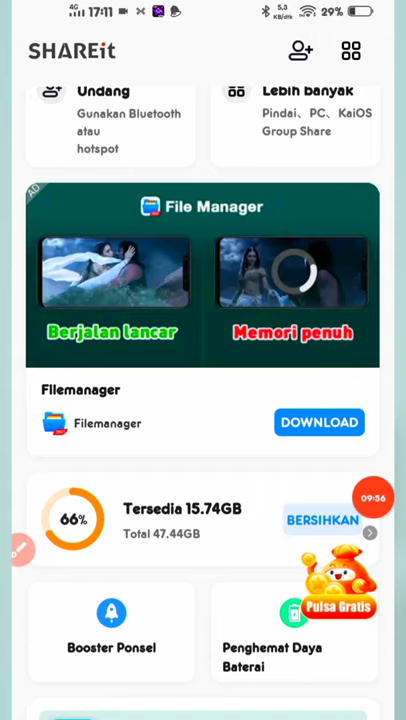 4G 17:11 5,3 KB/dtk 29%
SHAREit
Undang
Gunakan Bluetooth
atau
hotspot
Lebih banyak
Pindai、PC、KaiOS
Group Share
AD
File Manager
Berjalan lancar
Memori penuh
Filemanager
Filemanager
DOWNLOAD
66%
Tersedia 15.74GB
Total 47.44GB
BERSIHKAN
09:56
Pulsa Gratis
Booster Ponsel
Penghemat Daya
Baterai